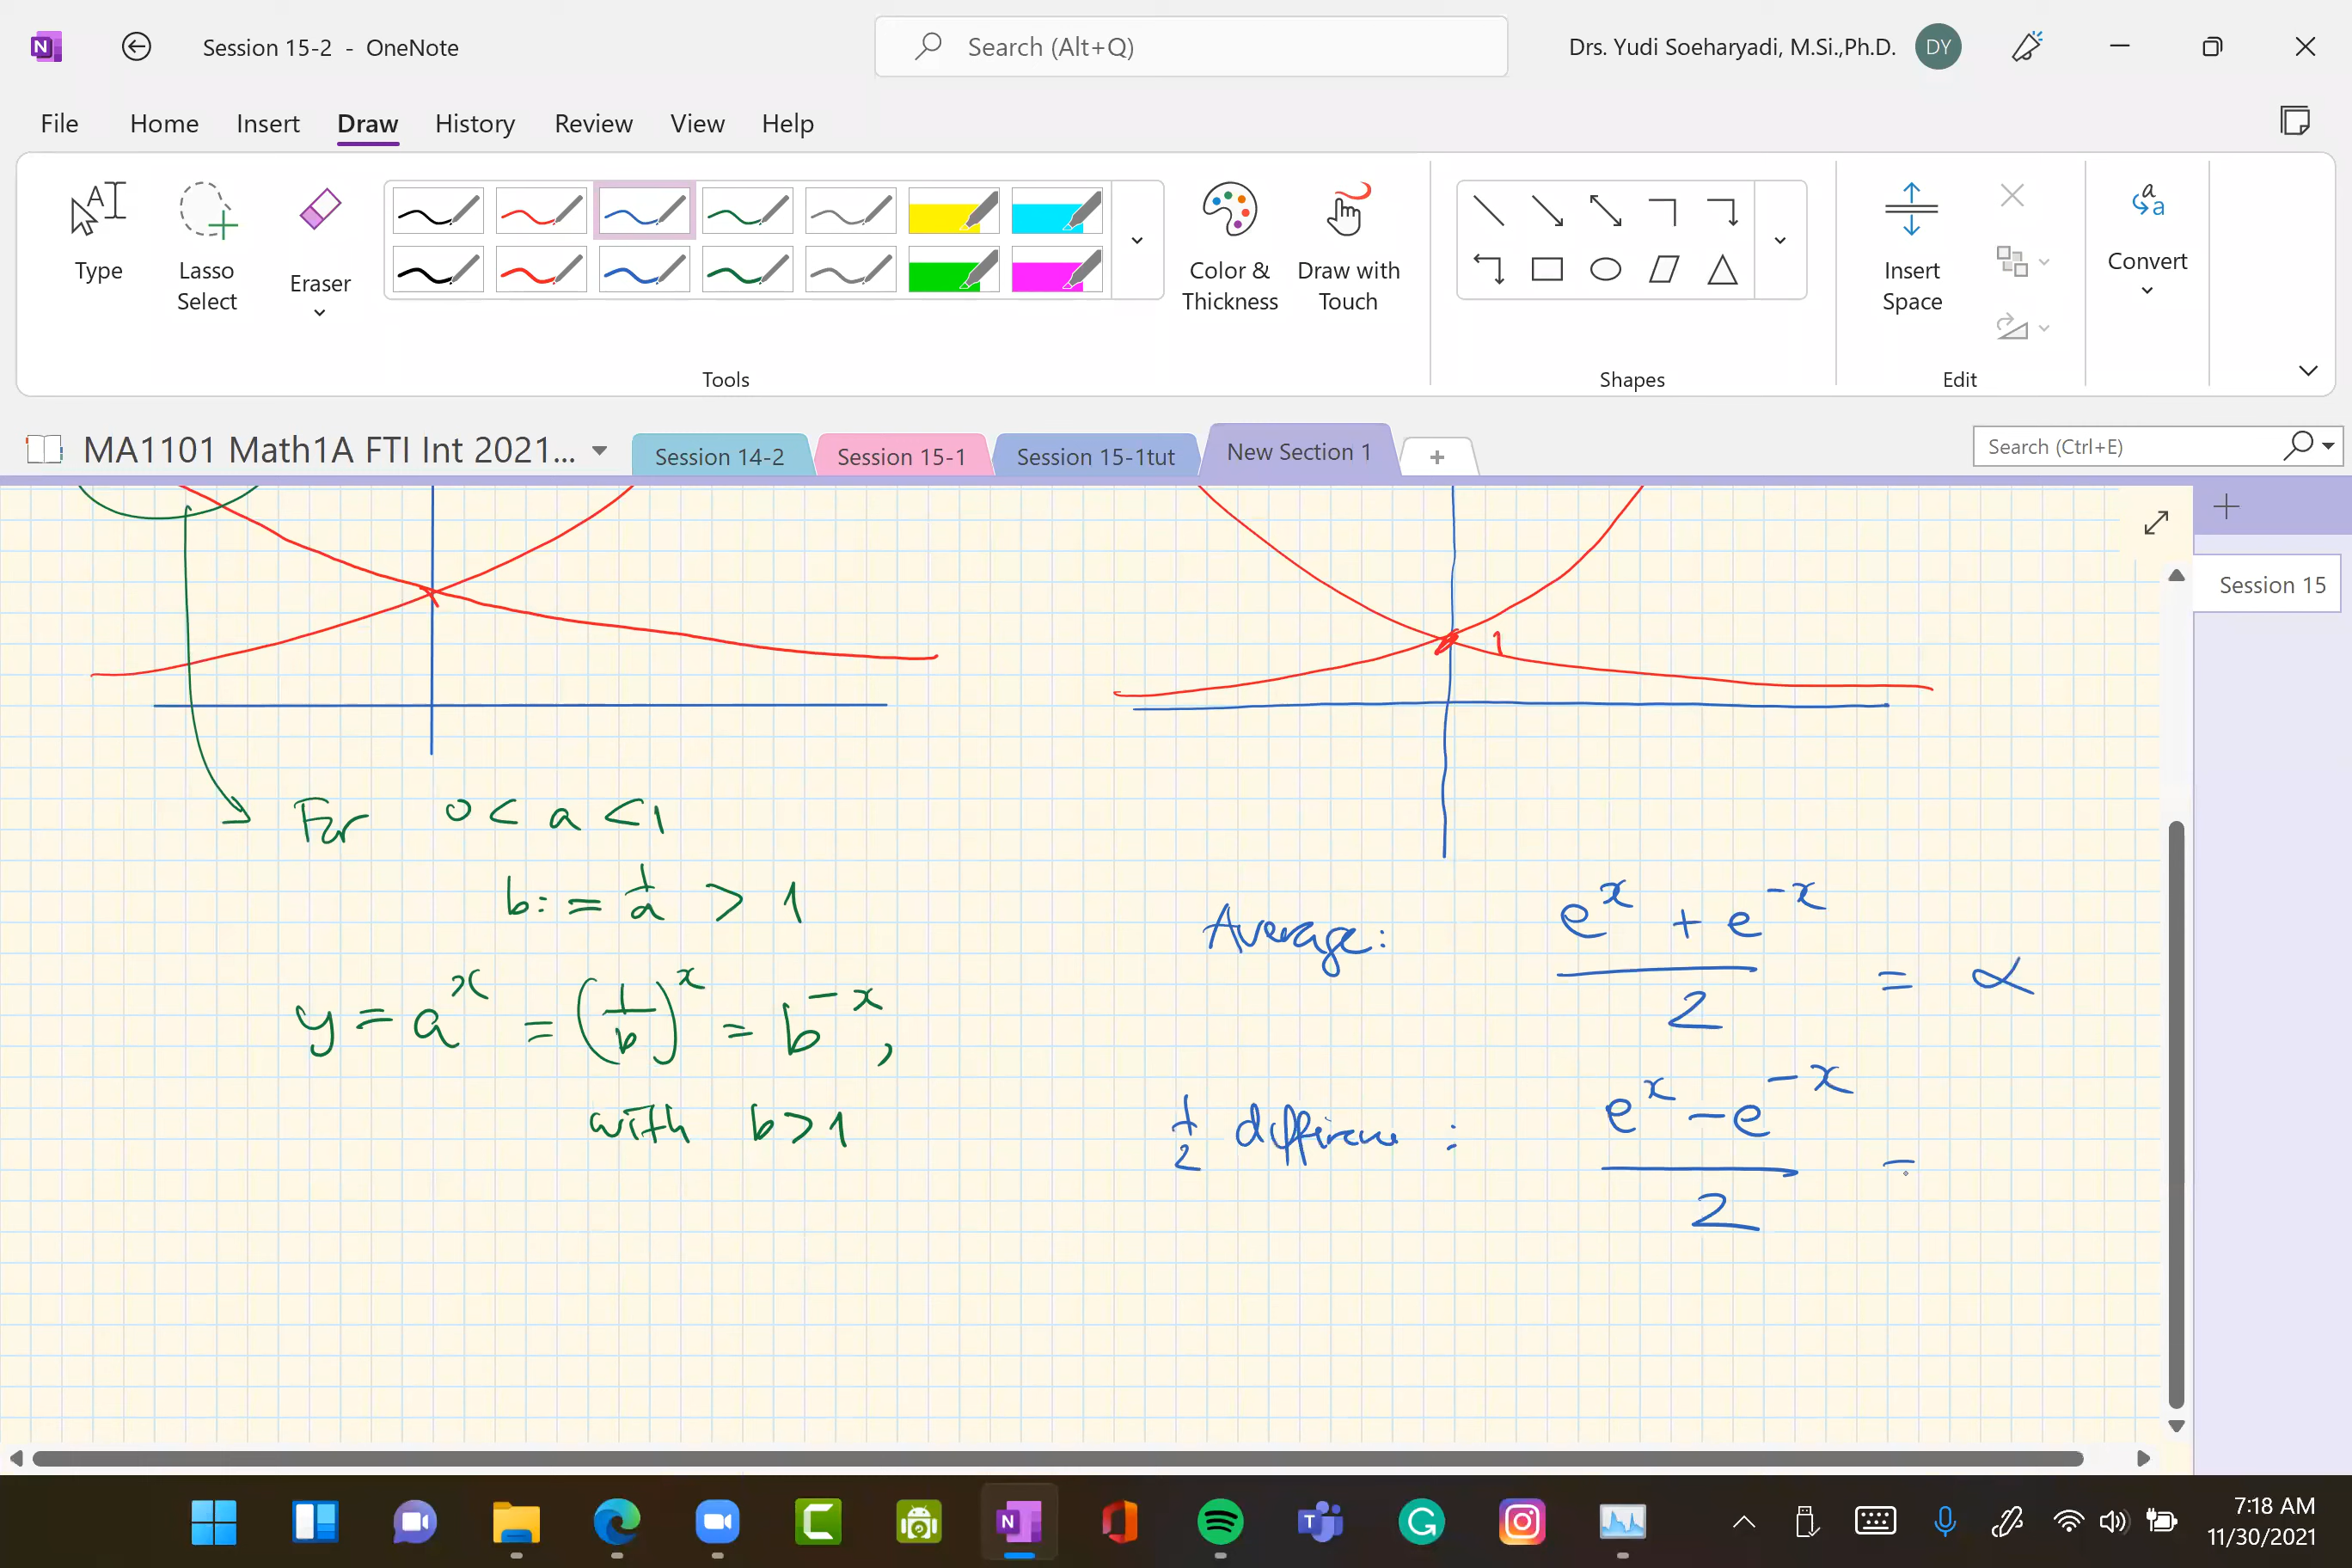 Session 15-2 - OneNote
Search (Alt+Q)
Drs. Yudi Soeharyadi, M.Si.,Ph.D.
DY
File Home Insert Draw History Review View Help
Type
Lasso Select
Eraser
Color & Thickness
Draw with Touch
Insert Space
Convert
Tools
Shapes
Edit
MA1101 Math1A FTI Int 2021...
Session 14-2
Session 15-1
Session 15-1tut
New Section 1
Search (Ctrl+E)
Session 15
1
For 0 < a < 1
b: = 1/a > 1
y = a^x = (1/b)^x = b^-x,
with b > 1
Average: (e^x + e^-x)/2 = α
1/2 : (e^x - e^-x)/2 =
7:18 AM
11/30/2021